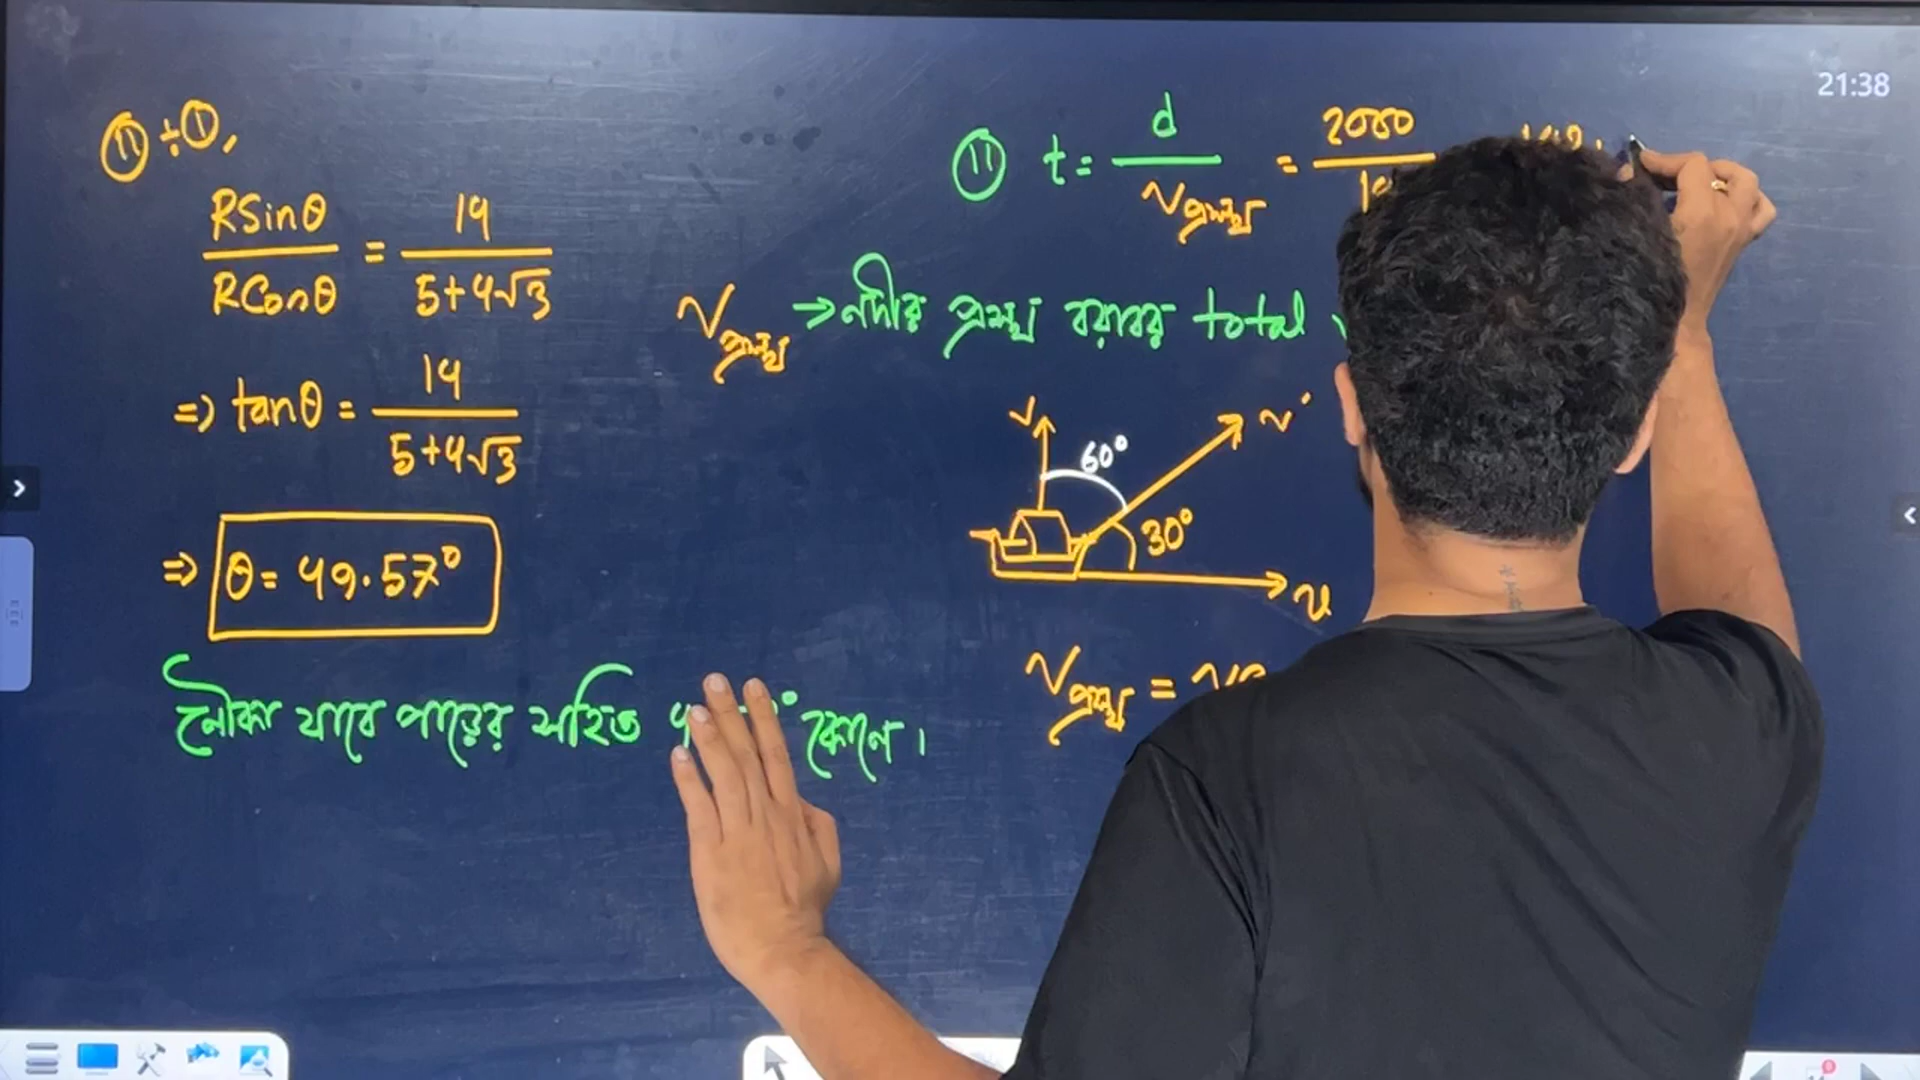 21:38
(ii) ÷ (i),
RSinθ / RCosθ = 14 / 5+4√3
⇒ tanθ = 14 / 5+4√3
⇒ θ = 49.57°
নৌকা যাবে পাড়ের সহিত কোণে।
(ii) t = d / v প্রস্থ = 2000
v প্রস্থ → নদীর প্রস্থ বরাবর total
v
60°
v'
30°
u
v প্রস্থ =